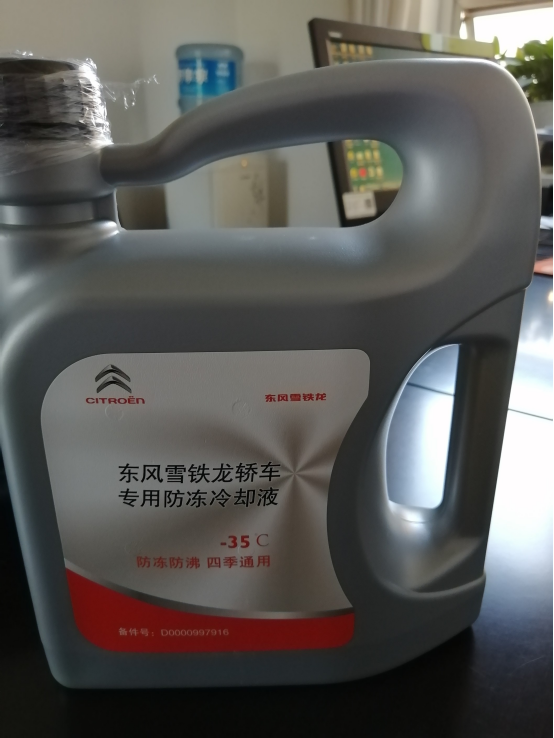 CITROËN
东风雪铁龙
东风雪铁龙轿车
专用防冻冷却液
-35℃
防冻防沸 四季通用
备件号：D0000997916